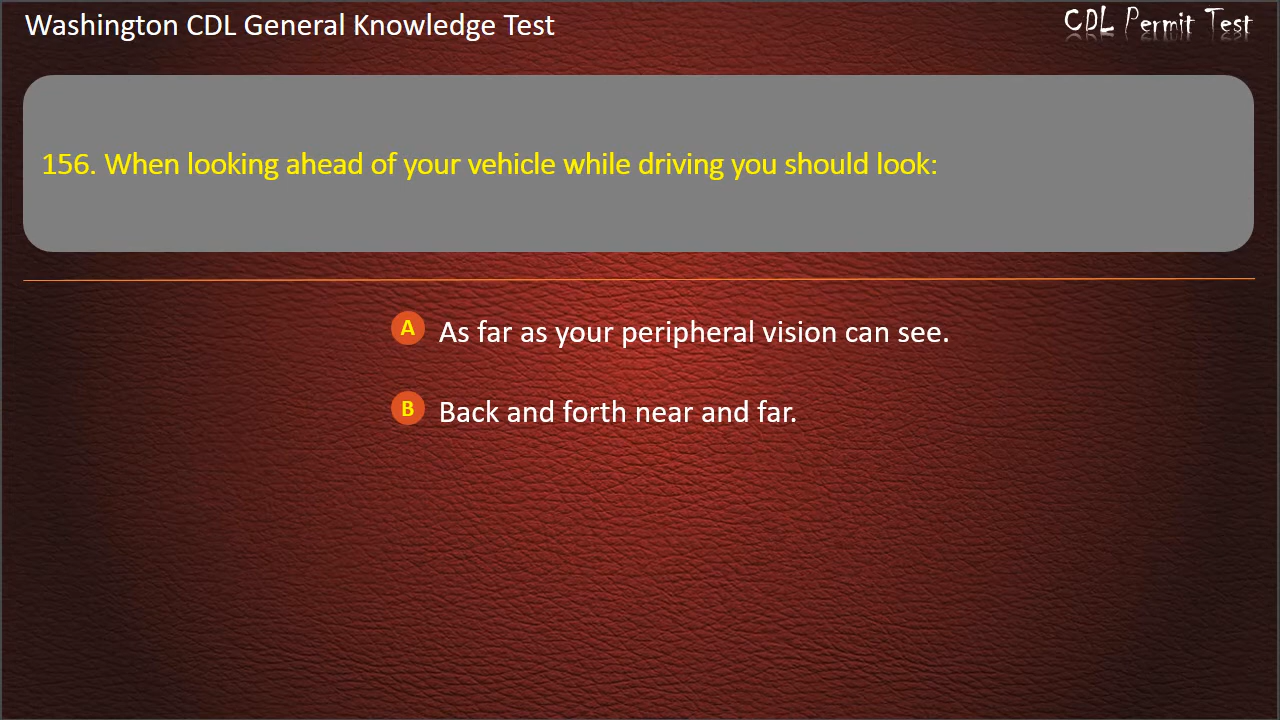 Washington CDL General Knowledge Test
CDL Permit Test
156. When looking ahead of your vehicle while driving you should look:
A As far as your peripheral vision can see.
B Back and forth near and far.